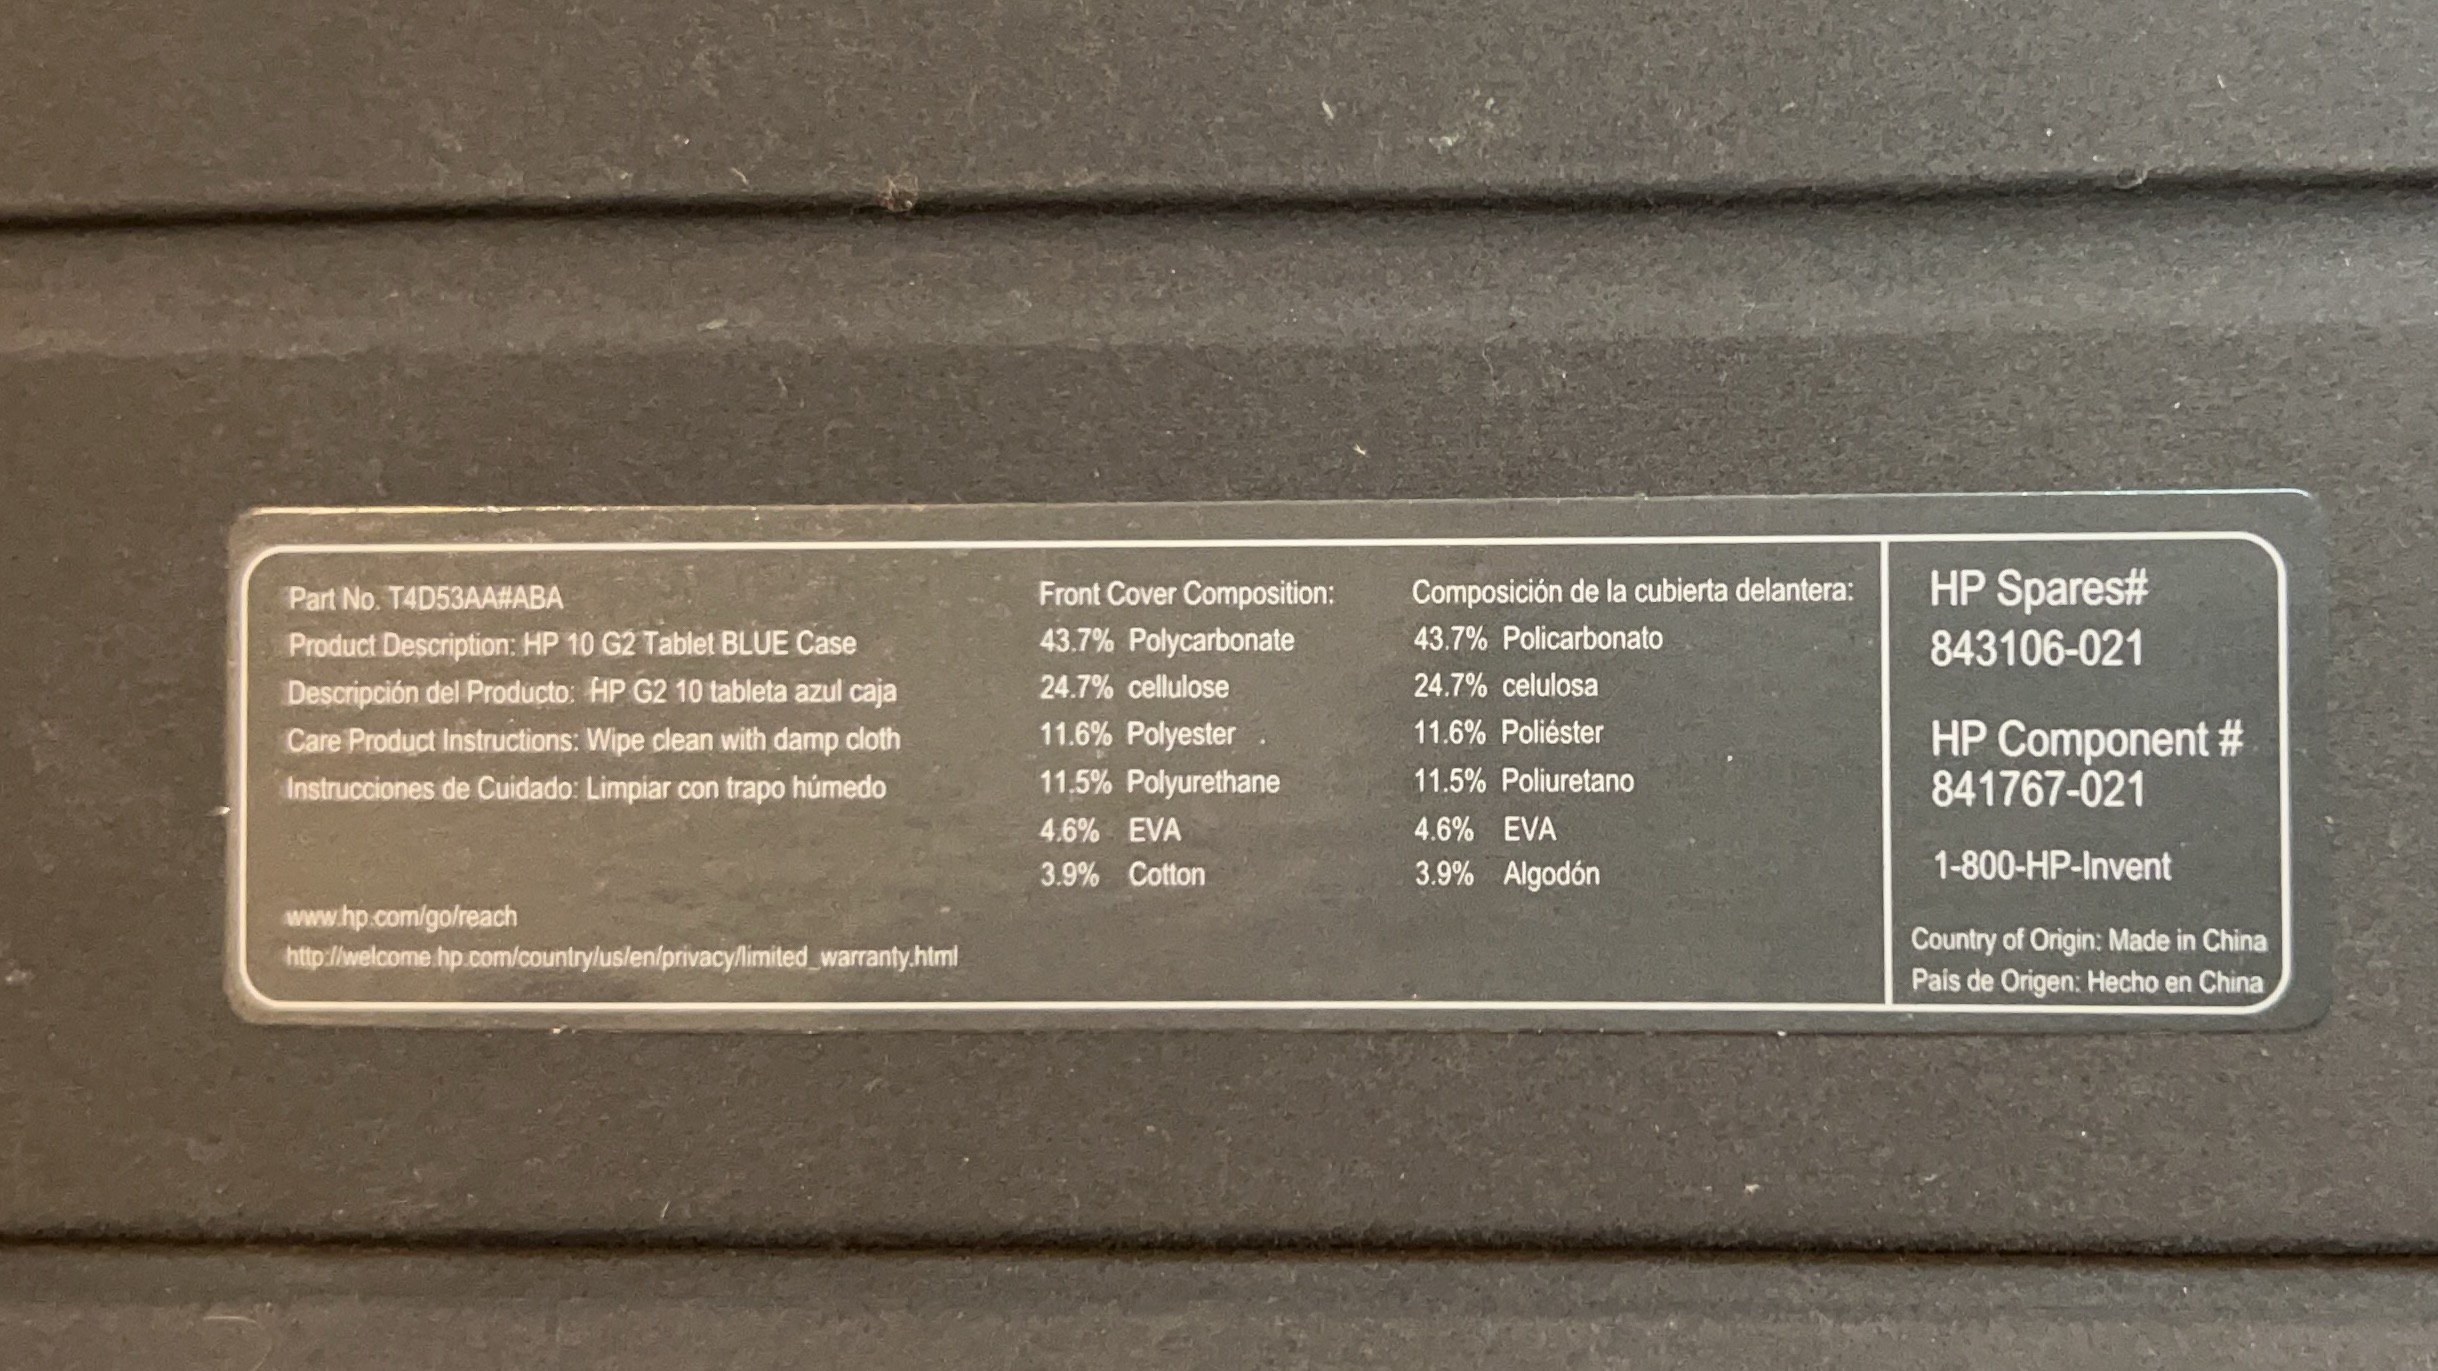 Part No. T4D53AA#ABA
Product Description: HP 10 G2 Tablet BLUE Case
Descripción del Producto: HP G2 10 tableta azul caja
Care Product Instructions: Wipe clean with damp cloth
Instrucciones de Cuidado: Limpiar con trapo húmedo
www.hp.com/go/reach
http://welcome.hp.com/country/us/en/privacy/limited_warranty.html
Front Cover Composition:
43.7% Polycarbonate
24.7% cellulose
11.6% Polyester
11.5% Polyurethane
4.6% EVA
3.9% Cotton
Composición de la cubierta delantera:
43.7% Policarbonato
24.7% celulosa
11.6% Poliéster
11.5% Poliuretano
4.6% EVA
3.9% Algodón
HP Spares#
843106-021
HP Component #
841767-021
1-800-HP-Invent
Country of Origin: Made in China
País de Origen: Hecho en China